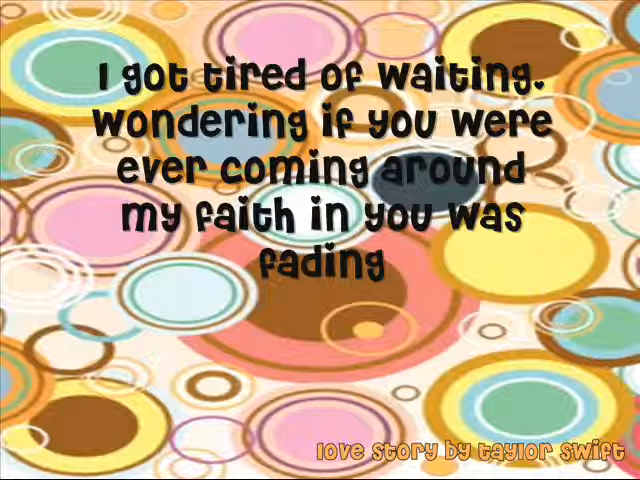 I got tired of waiting.
Wondering if you were
ever coming around
my faith in you was
fading
love story by taylor swift